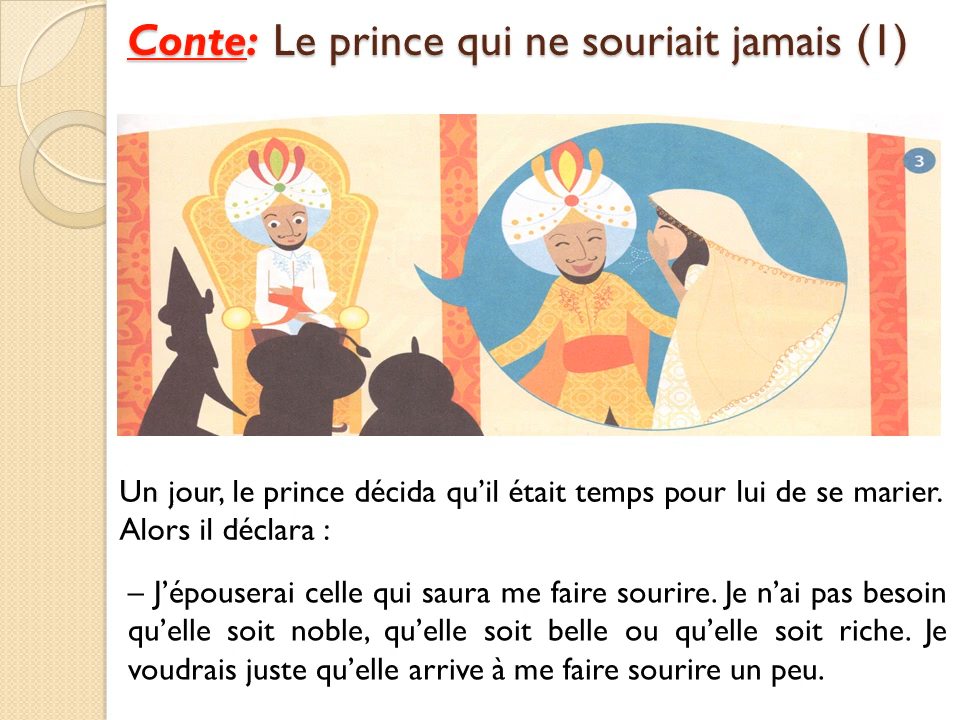 Conte: Le prince qui ne souriait jamais (1)
3
Un jour, le prince décida qu’il était temps pour lui de se marier.
Alors il déclara :
– J’épouserai celle qui saura me faire sourire. Je n’ai pas besoin
qu’elle soit noble, qu’elle soit belle ou qu’elle soit riche. Je
voudrais juste qu’elle arrive à me faire sourire un peu.